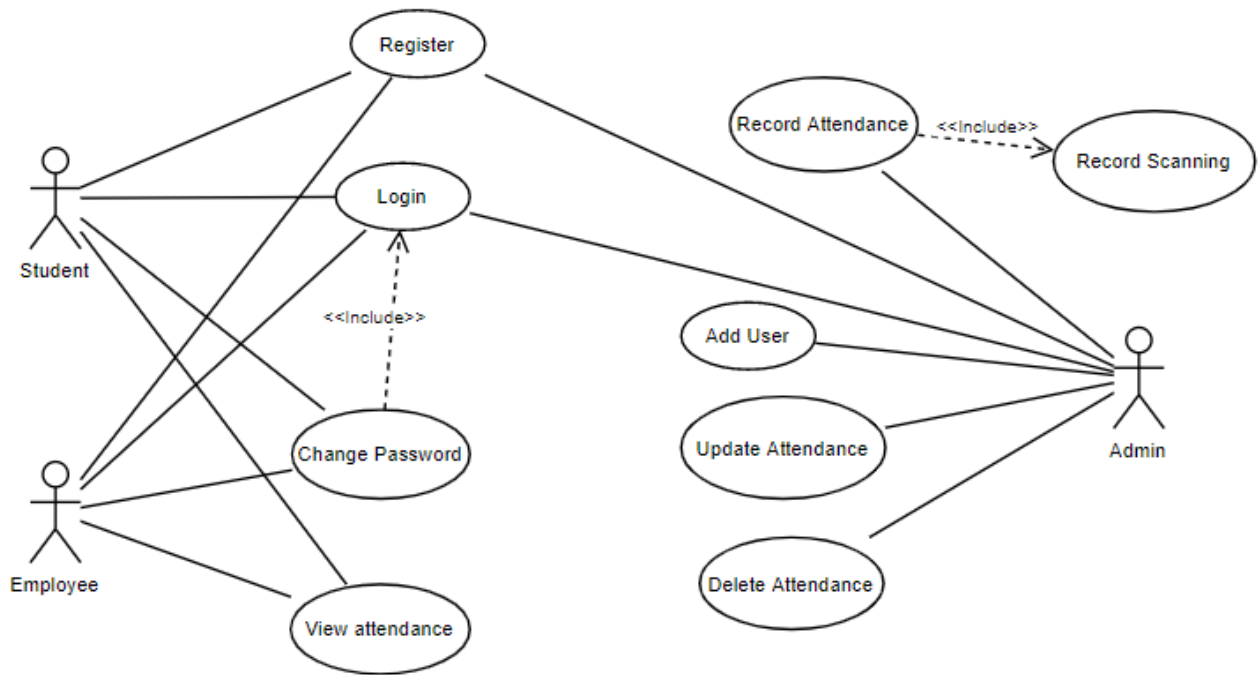 Register
Record Attendance
<<Include>>
Record Scanning
Login
Student
<<Include>>
Add User
Change Password
Update Attendance
Admin
Employee
Delete Attendance
View attendance